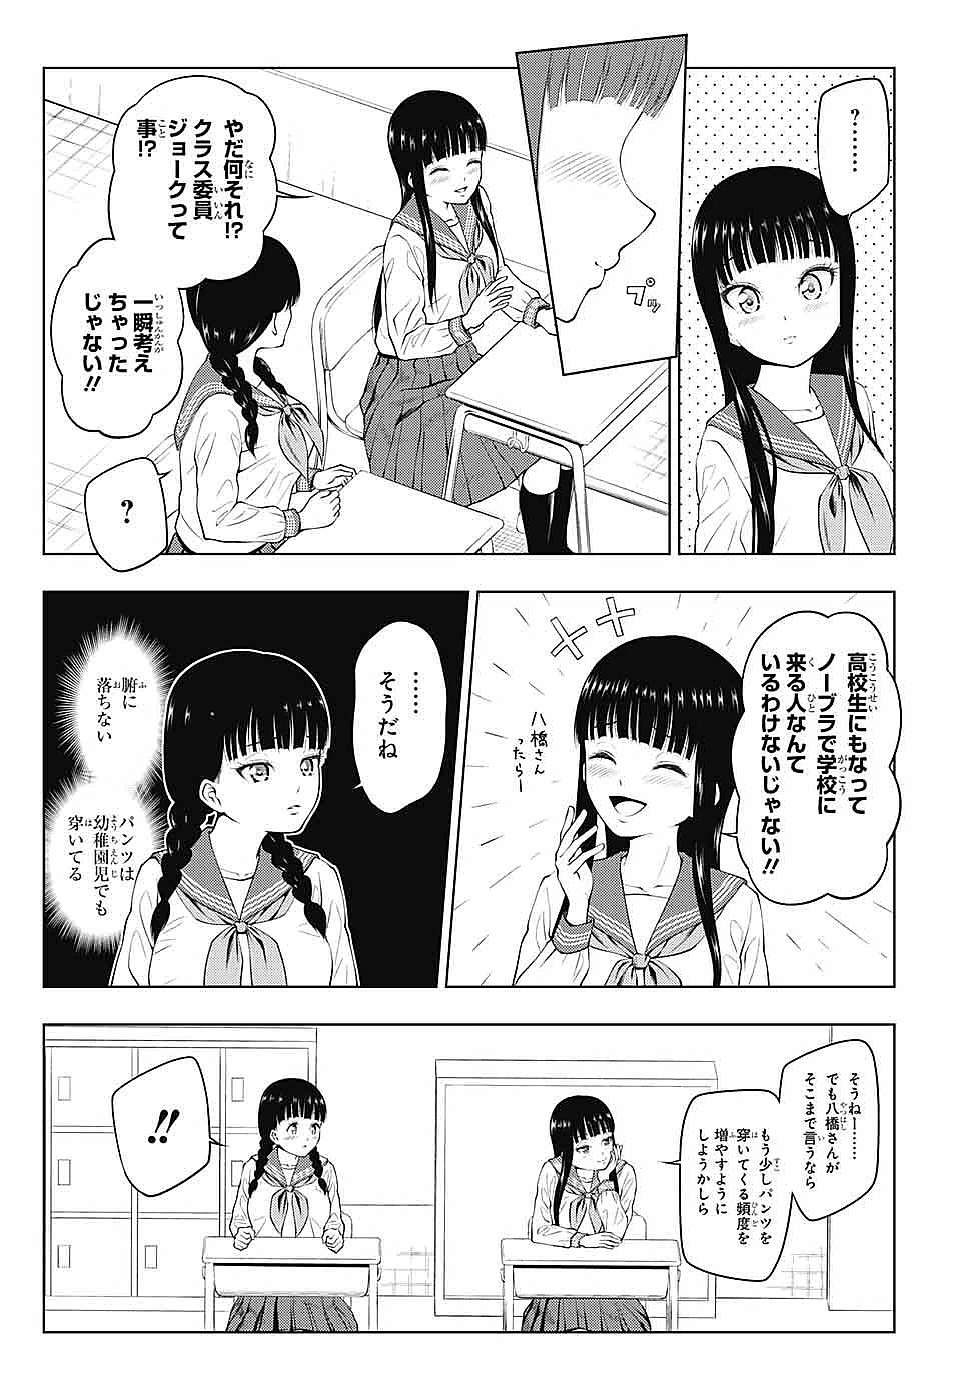 ？………
プッ
やだ何それ!?
クラス委員
ジョークって
事!?
一瞬考え
ちゃった
じゃない!!
？
高校生にもなって
ノーブラで学校に
来る人なんて
いるわけないじゃない!!
八橋さん
ったらー
……
そうだね
腑に
落ちない
パンツは
幼稚園児でも
穿いてる
そうねー……
でも八橋さんが
そこまで言うなら
もう少しパンツを
穿いてくる頻度を
増やすように
しようかしら
!!